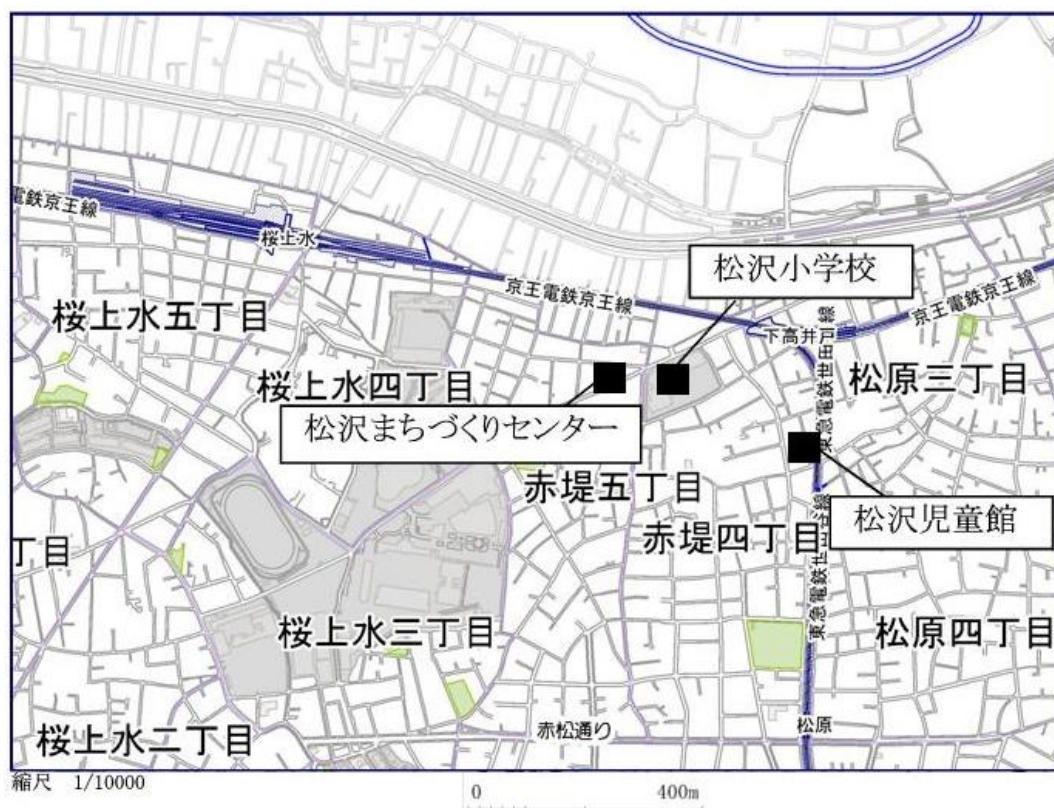 電鉄京王線
桜上水
京王電鉄京王線
松沢小学校
下高井戸
京王電鉄京王線
桜上水五丁目
桜上水四丁目
松原三丁目
松沢まちづくりセンター
東急電鉄世田谷線
赤堤五丁目
松沢児童館
丁目
赤堤四丁目
東急電鉄世田谷線
桜上水三丁目
松原四丁目
赤松通り
松原
桜上水二丁目
縮尺 1/10000
0 400m